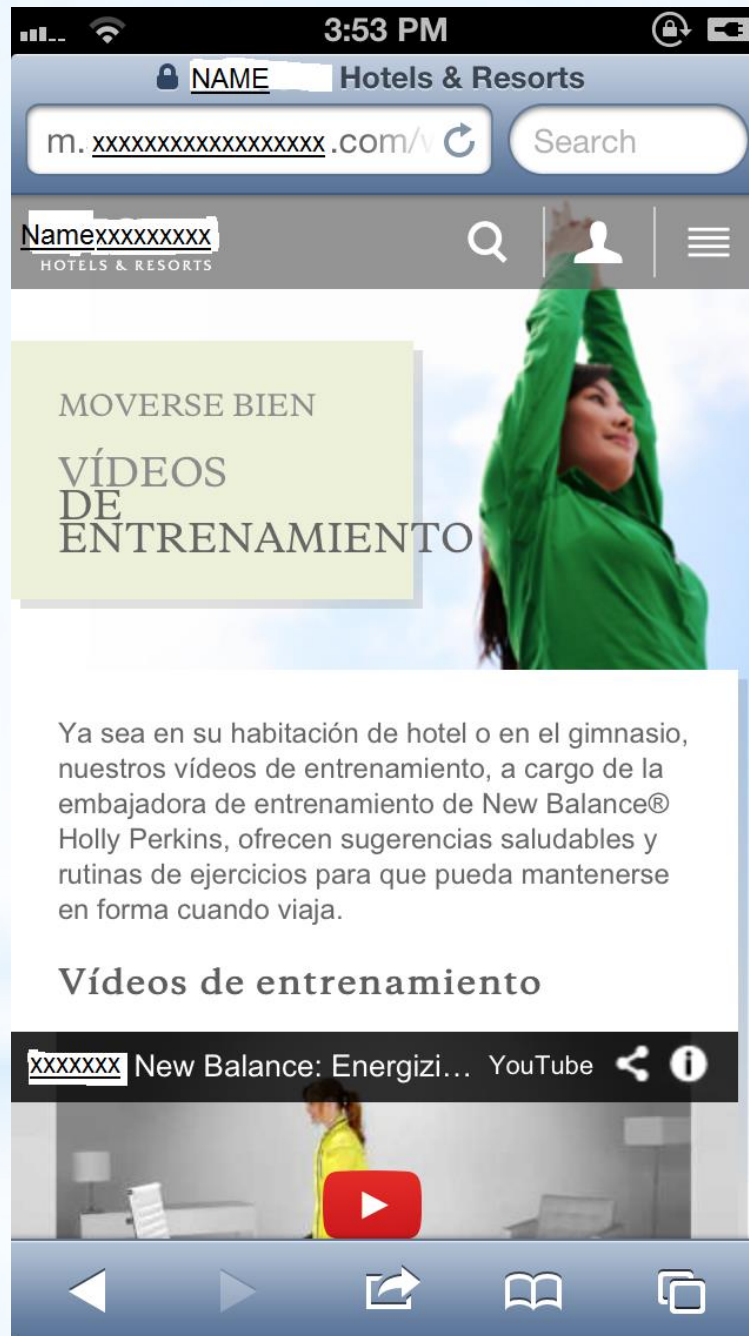 3:53 PM
NAME Hotels & Resorts
m. xxxxxxxxxxxxxxxxxx .com/ Search
Namexxxxxxxxx
HOTELS & RESORTS
MOVERSE BIEN
VÍDEOS
DE
ENTRENAMIENTO
Ya sea en su habitación de hotel o en el gimnasio,
nuestros vídeos de entrenamiento, a cargo de la
embajadora de entrenamiento de New Balance®
Holly Perkins, ofrecen sugerencias saludables y
rutinas de ejercicios para que pueda mantenerse
en forma cuando viaja.
Vídeos de entrenamiento
xxxxxxx New Balance: Energizi... YouTube